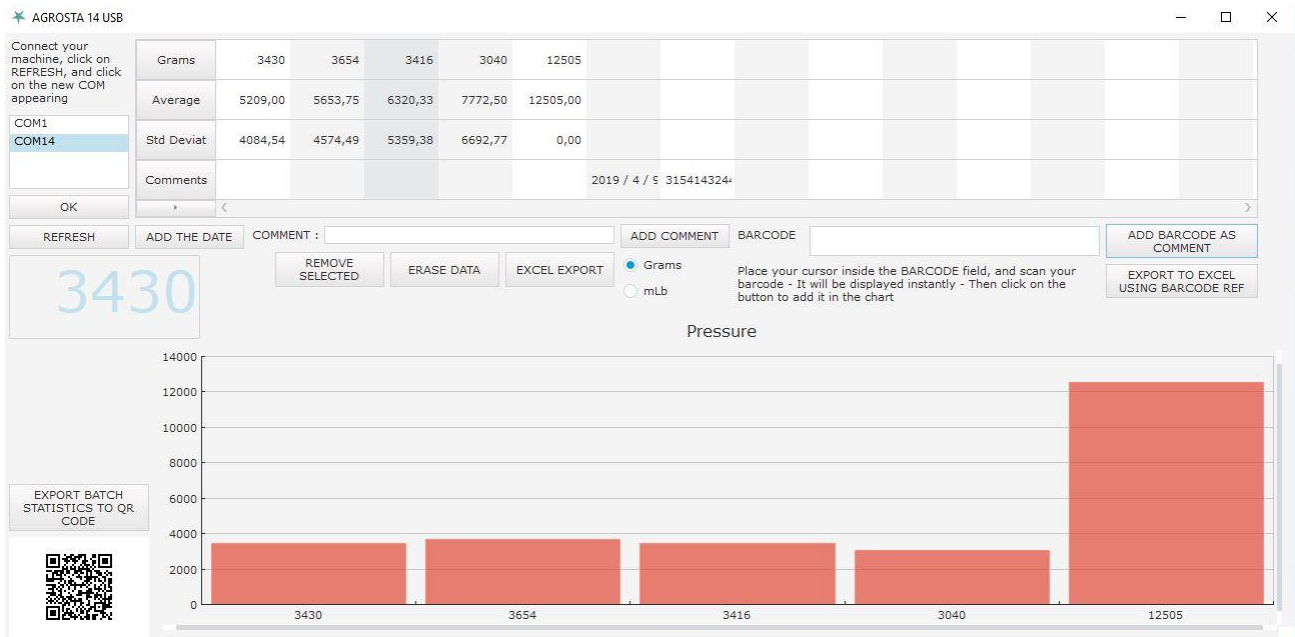 AGROSTA 14 USB
Connect your
machine, click on
REFRESH, and click
on the new COM
appearing
COM1
COM14
OK
REFRESH
Grams 3430 3654 3416 3040 12505
Average 5209,00 5653,75 6320,33 7772,50 12505,00
Std Deviat 4084,54 4574,49 5359,38 6692,77 0,00
Comments 2019 / 4 / 9 315414324
ADD THE DATE COMMENT : ADD COMMENT BARCODE
ADD BARCODE AS
COMMENT
REMOVE
SELECTED
ERASE DATA EXCEL EXPORT
Grams
mLb
Place your cursor inside the BARCODE field, and scan your
barcode - It will be displayed instantly - Then click on the
button to add it in the chart
EXPORT TO EXCEL
USING BARCODE REF
3430
Pressure
14000
12000
10000
8000
6000
4000
2000
0
3430 3654 3416 3040 12505
EXPORT BATCH
STATISTICS TO QR
CODE